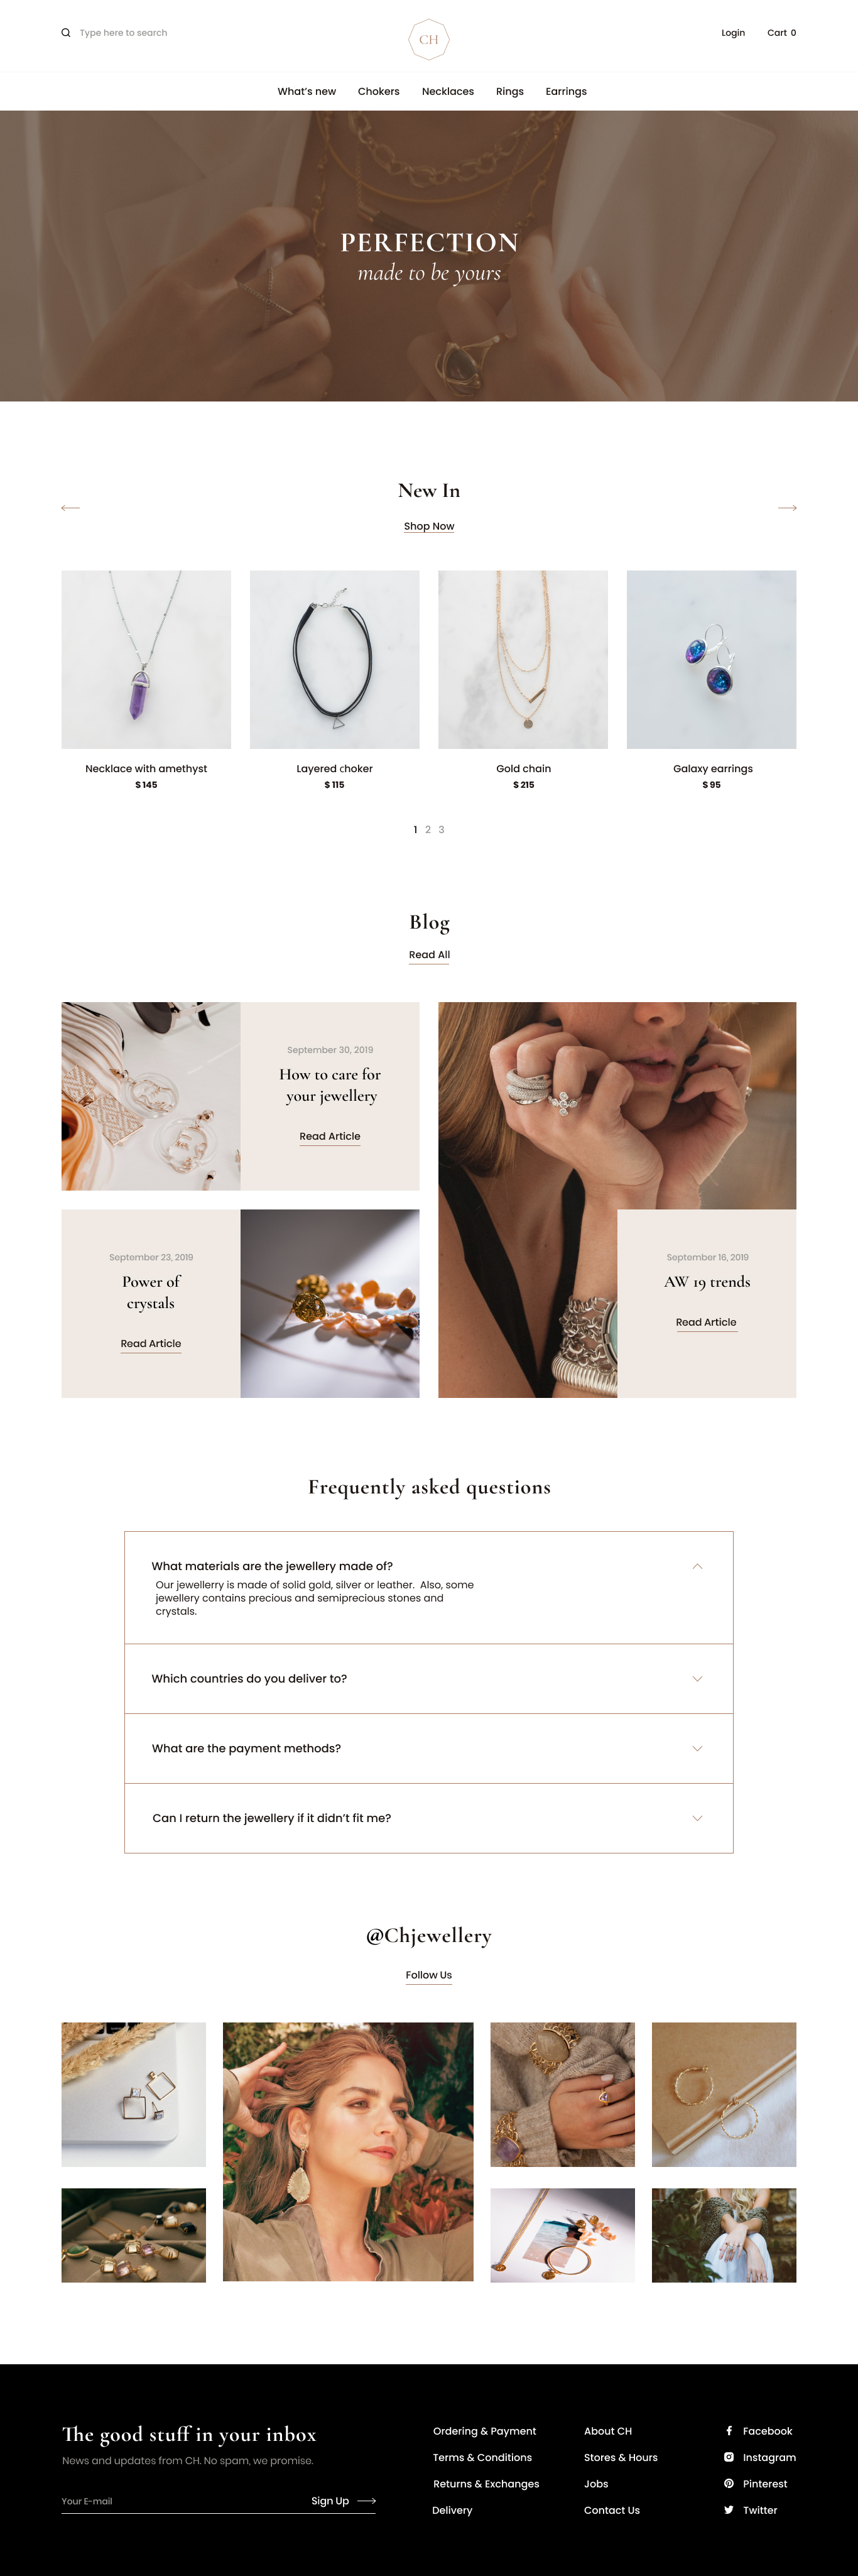 Type here to search
CH
Login
Cart 0
What's new
Chokers
Necklaces
Rings
Earrings
PERFECTION
made to be yours
New In
Shop Now
Necklace with amethyst
$ 145
Layered choker
$ 115
Gold chain
$ 215
Galaxy earrings
$ 95
1 2 3
Blog
Read All
September 30, 2019
How to care for
your jewellery
Read Article
September 23, 2019
Power of
crystals
Read Article
September 16, 2019
AW 19 trends
Read Article
Frequently asked questions
What materials are the jewellery made of?
Our jewellerry is made of solid gold, silver or leather. Also, some
jewellery contains precious and semiprecious stones and
crystals.
Which countries do you deliver to?
What are the payment methods?
Can I return the jewellery if it didn't fit me?
@Chjewellery
Follow Us
The good stuff in your inbox
News and updates from CH. No spam, we promise.
Your E-mail
Sign Up
Ordering & Payment
Terms & Conditions
Returns & Exchanges
Delivery
About CH
Stores & Hours
Jobs
Contact Us
Facebook
Instagram
Pinterest
Twitter